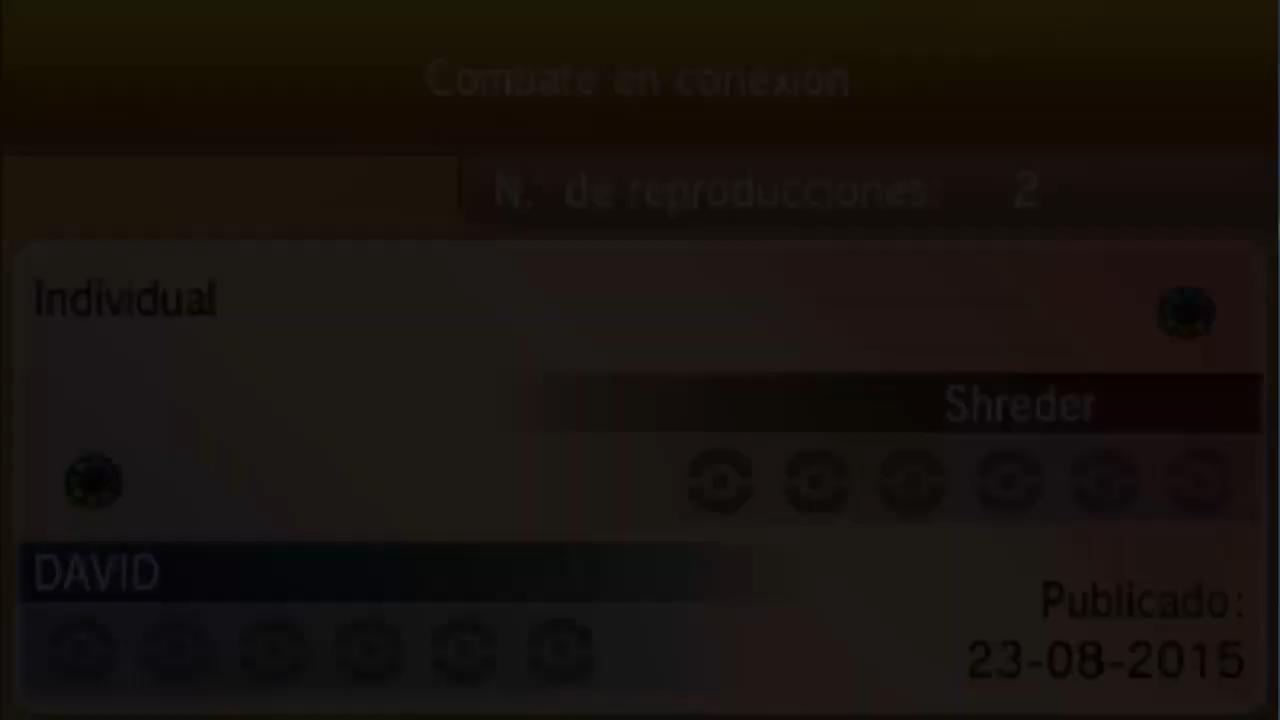 Combate en conexión
N.° de reproducciones: 2
Individual
Shreder
DAVID
Publicado:
23-08-2015